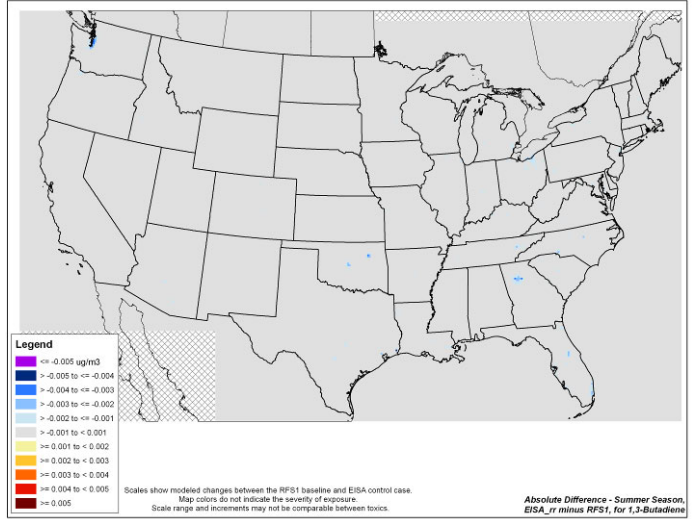 Legend
<= -0.005 ug/m3
> -0.005 to <= -0.004
> -0.004 to <= -0.003
> -0.003 to <= -0.002
> -0.002 to <= -0.001
> -0.001 to < 0.001
>= 0.001 to < 0.002
>= 0.002 to < 0.003
>= 0.003 to < 0.004
>= 0.004 to < 0.005
>= 0.005
Scales show modeled changes between the RFS1 baseline and EISA control case.
Map colors do not indicate the severity of exposure.
Scale range and increments may not be comparable between toxics.
Absolute Difference - Summer Season,
EISA_rr minus RFS1, for 1,3-Butadiene